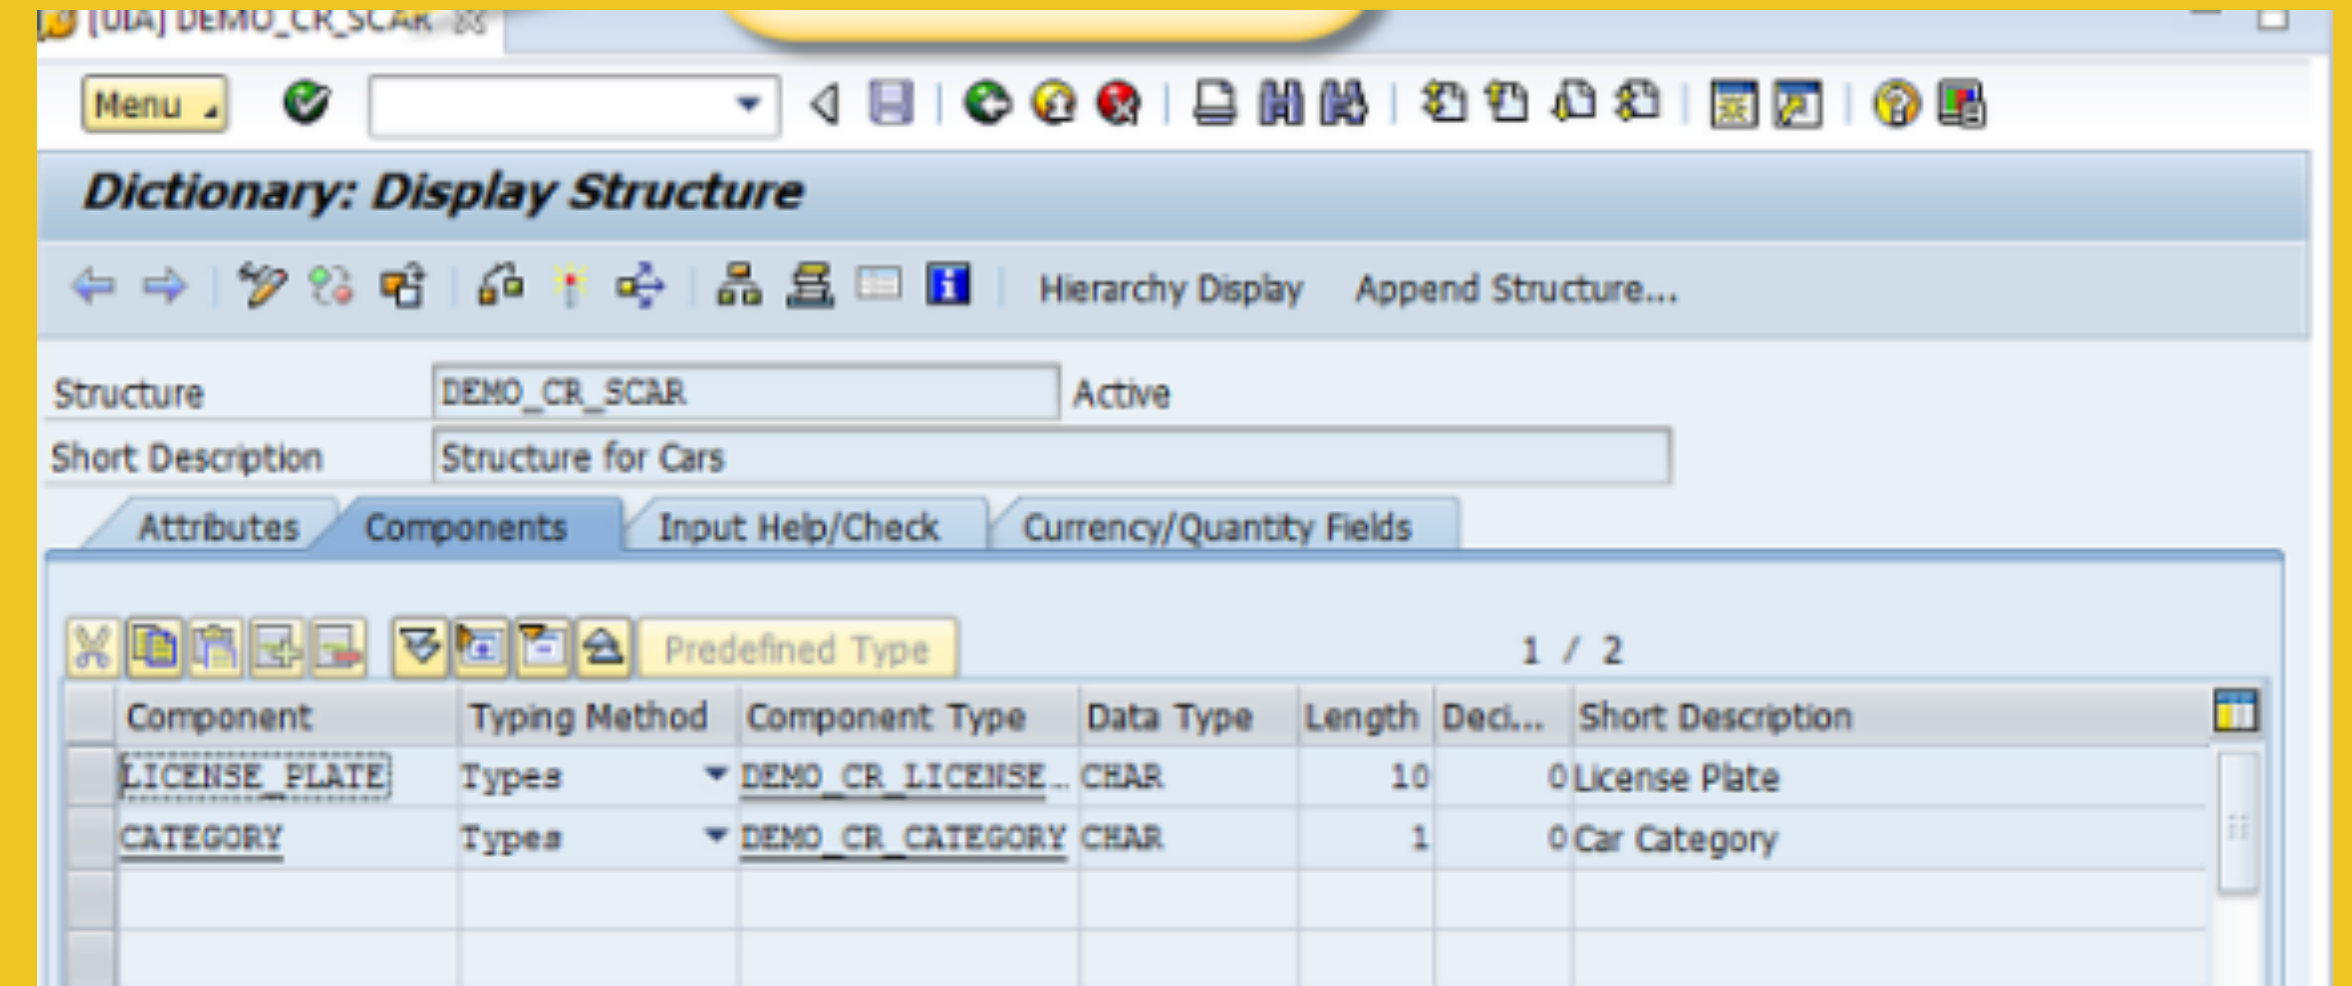 DEMO_CR_SCAR
Menu
Dictionary: Display Structure
Hierarchy Display Append Structure...
Structure DEMO_CR_SCAR Active
Short Description Structure for Cars
Attributes Components Input Help/Check Currency/Quantity Fields
Predefined Type 1 / 2
Component Typing Method Component Type Data Type Length Deci... Short Description
LICENSE_PLATE Types DEMO_CR_LICENSE... CHAR 10 0 License Plate
CATEGORY Types DEMO_CR_CATEGORY CHAR 1 0 Car Category